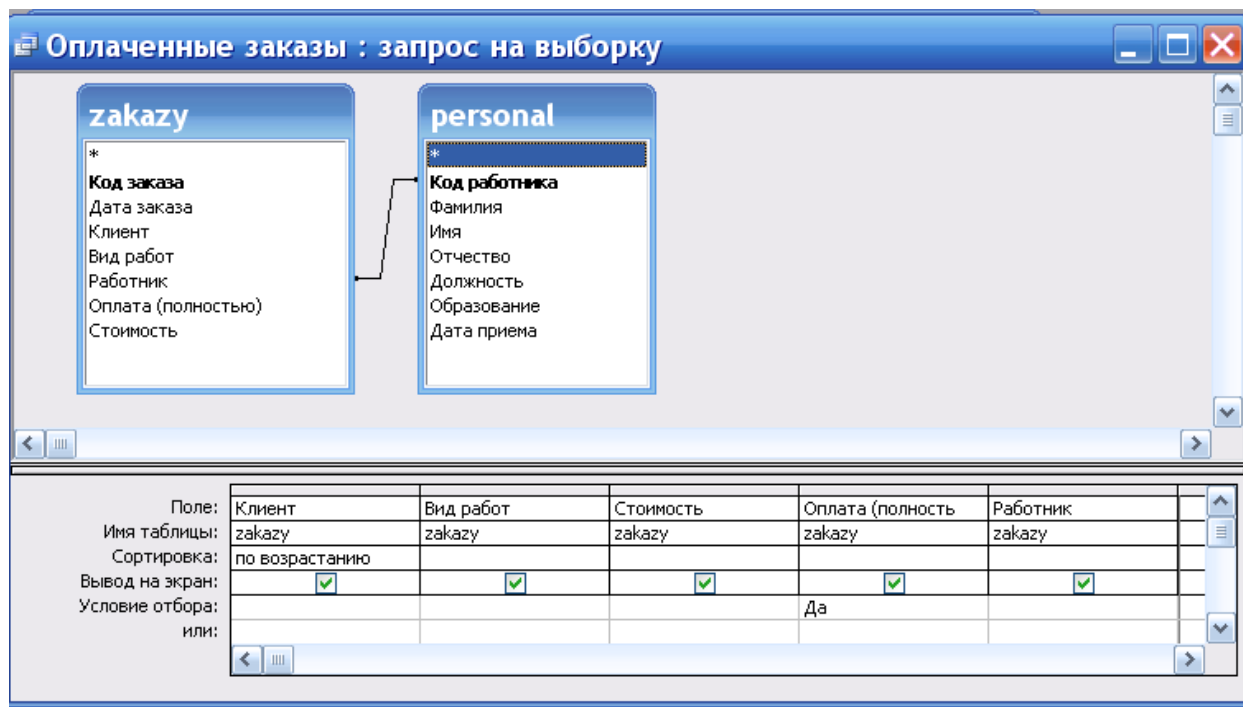 Оплаченные заказы : запрос на выборку
zakazy
*
Код заказа
Дата заказа
Клиент
Вид работ
Работник
Оплата (полностью)
Стоимость
personal
*
Код работника
Фамилия
Имя
Отчество
Должность
Образование
Дата приема
Поле: Клиент Вид работ Стоимость Оплата (полность Работник
Имя таблицы: zakazy zakazy zakazy zakazy zakazy
Сортировка: по возрастанию
Вывод на экран:
Условие отбора: Да
или: